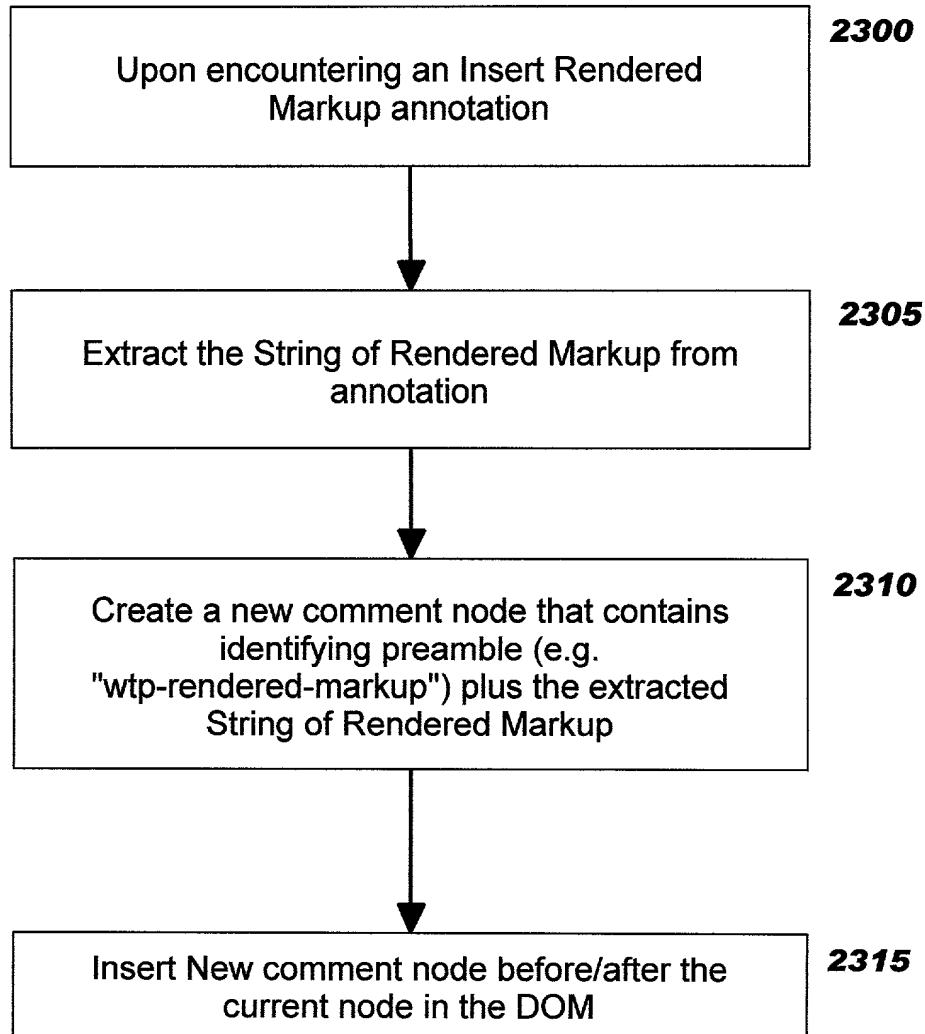 2300
Upon encountering an Insert Rendered
Markup annotation
2305
Extract the String of Rendered Markup from
annotation
2310
Create a new comment node that contains
identifying preamble (e.g.
"wtp-rendered-markup") plus the extracted
String of Rendered Markup
2315
Insert New comment node before/after the
current node in the DOM